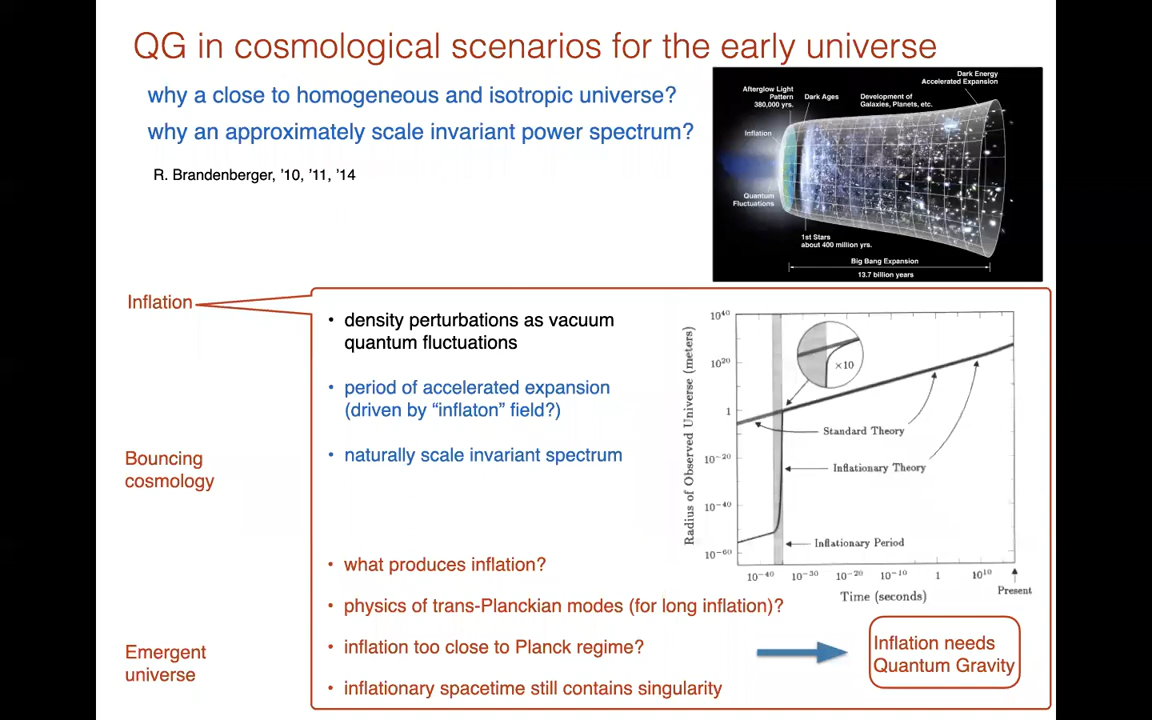 QG in cosmological scenarios for the early universe
why a close to homogeneous and isotropic universe?
why an approximately scale invariant power spectrum?
R. Brandenberger, ’10, ’11, ’14
Dark Energy
Accelerated Expansion
Afterglow Light
Pattern
380,000 yrs.
Dark Ages
Development of
Galaxies, Planets, etc.
Inflation
Quantum
Fluctuations
1st Stars
about 400 million yrs.
Big Bang Expansion
13.7 billion years
Inflation
• density perturbations as vacuum
quantum fluctuations
• period of accelerated expansion
(driven by “inflaton” field?)
• naturally scale invariant spectrum
Bouncing
cosmology
• what produces inflation?
• physics of trans-Planckian modes (for long inflation)?
• inflation too close to Planck regime?
• inflationary spacetime still contains singularity
Emergent
universe
Radius of Observed Universe (meters)
10⁴⁰
10²⁰
1
10⁻²⁰
10⁻⁴⁰
10⁻⁶⁰
×10
Standard Theory
Inflationary Theory
Inflationary Period
10⁻⁴⁰ 10⁻³⁰ 10⁻²⁰ 10⁻¹⁰ 1 10¹⁰
Present
Time (seconds)
Inflation needs
Quantum Gravity